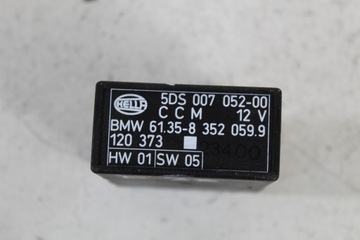 HELLA
5DS 007 052-00
C C M 12 V
BMW 61.35-8 352 059.9
120 373
HW 01 SW 05